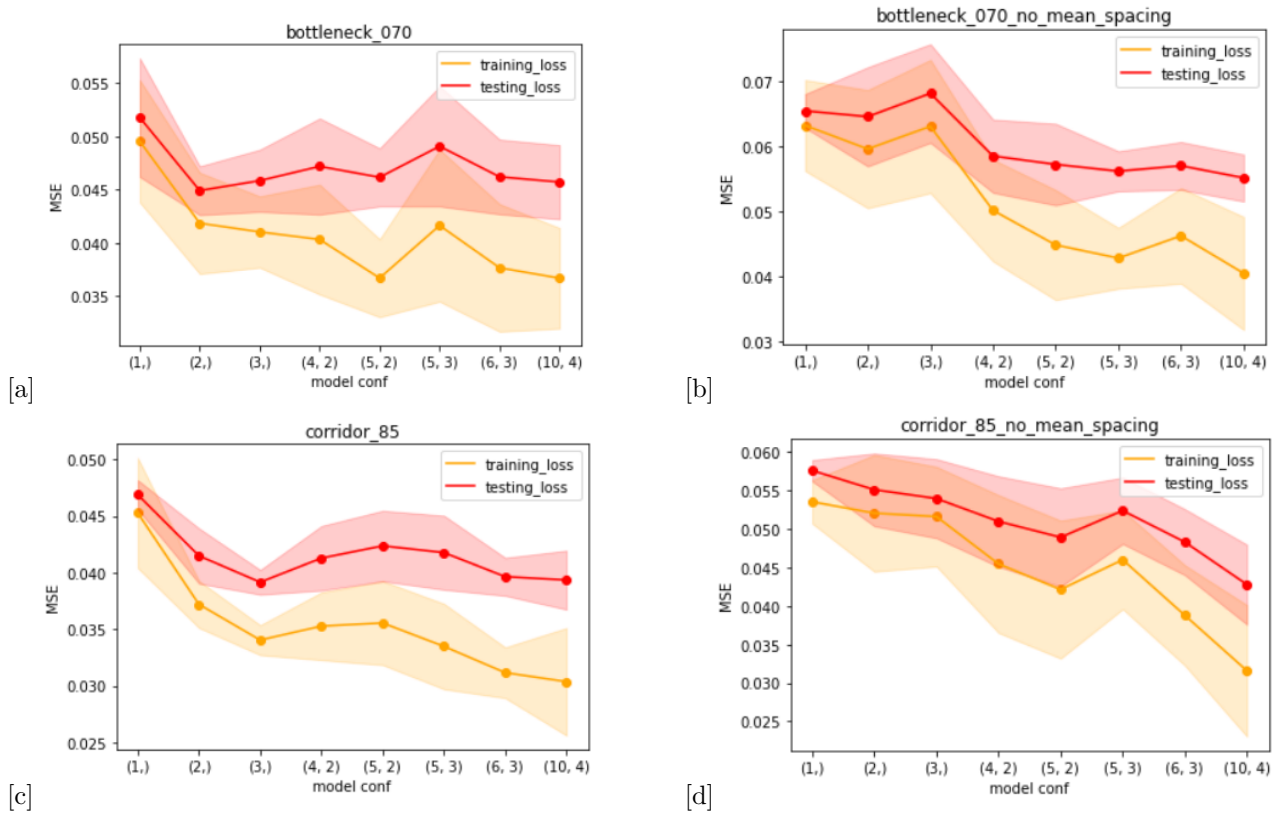 bottleneck_070
training_loss
testing_loss
0.055
0.050
0.045
0.040
0.035
MSE
(1,) (2,) (3,) (4, 2) (5, 2) (5, 3) (6, 3) (10, 4)
model conf
[a]
bottleneck_070_no_mean_spacing
training_loss
testing_loss
0.07
0.06
0.05
0.04
0.03
MSE
(1,) (2,) (3,) (4, 2) (5, 2) (5, 3) (6, 3) (10, 4)
model conf
[b]
corridor_85
training_loss
testing_loss
0.050
0.045
0.040
0.035
0.030
0.025
MSE
(1,) (2,) (3,) (4, 2) (5, 2) (5, 3) (6, 3) (10, 4)
model conf
[c]
corridor_85_no_mean_spacing
training_loss
testing_loss
0.060
0.055
0.050
0.045
0.040
0.035
0.030
0.025
MSE
(1,) (2,) (3,) (4, 2) (5, 2) (5, 3) (6, 3) (10, 4)
model conf
[d]